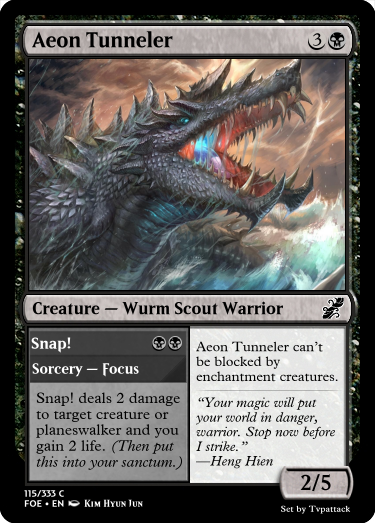 Aeon Tunneler 3
Creature — Wurm Scout Warrior
Snap!
Sorcery — Focus
Snap! deals 2 damage
to target creature or
planeswalker and you
gain 2 life. (Then put
this into your sanctum.)
Aeon Tunneler can't
be blocked by
enchantment creatures.
“Your magic will put
your world in danger,
warrior. Stop now before
I strike.”
—Heng Hien
2/5
115/333 C
FOE • EN Kim Hyun Jun
Set by Tvpattack